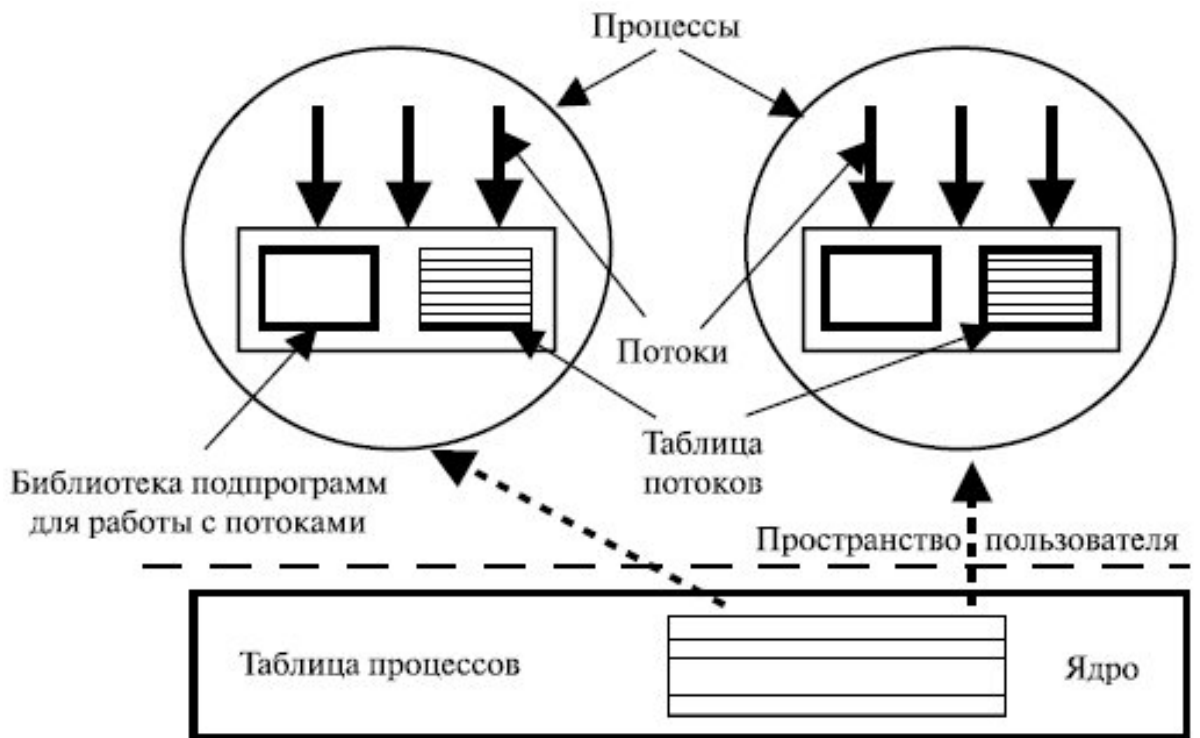 Процессы
Потоки
Таблица
потоков
Библиотека подпрограмм
для работы с потоками
Пространство пользователя
Таблица процессов
Ядро